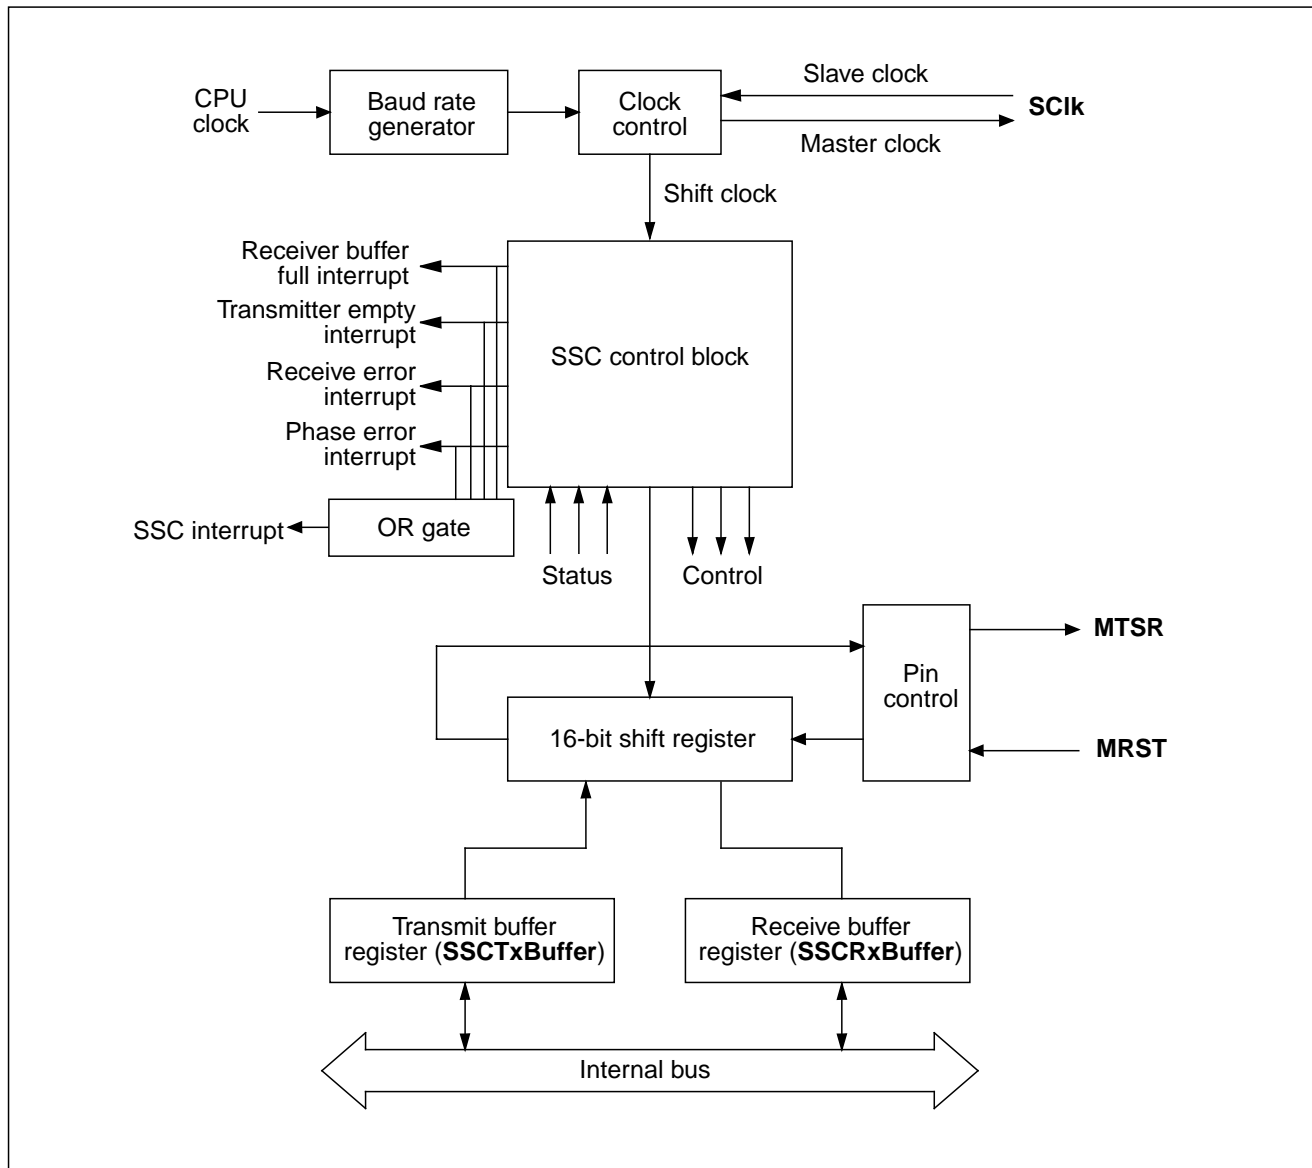 CPU
clock
Baud rate
generator
Clock
control
Slave clock
SClk
Master clock
Shift clock
Receiver buffer
full interrupt
Transmitter empty
interrupt
Receive error
interrupt
Phase error
interrupt
SSC control block
SSC interrupt
OR gate
Status
Control
MTSR
Pin
control
16-bit shift register
MRST
Transmit buffer
register (SSCTxBuffer)
Receive buffer
register (SSCRxBuffer)
Internal bus